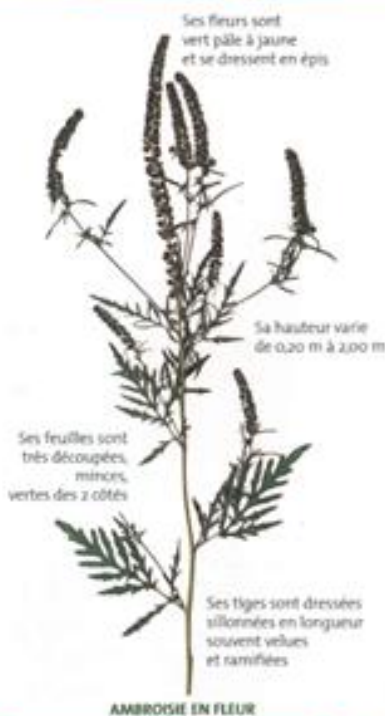 Ses fleurs sont
vert pâle à jaune
et se dressent en épis
Sa hauteur varie
de 0,20 m à 2,00 m
Ses feuilles sont
très découpées,
minces,
vertes des 2 côtés
Ses tiges sont dressées
sillonnées en longueur
souvent velues
et ramifiées
AMBROISIE EN FLEUR